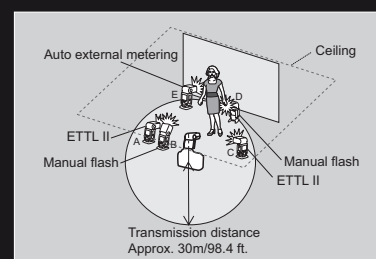 Auto external metering
Ceiling
E
D
ETTL II
A
B
Manual flash
C
Manual flash
ETTL II
Transmission distance
Approx. 30m/98.4 ft.